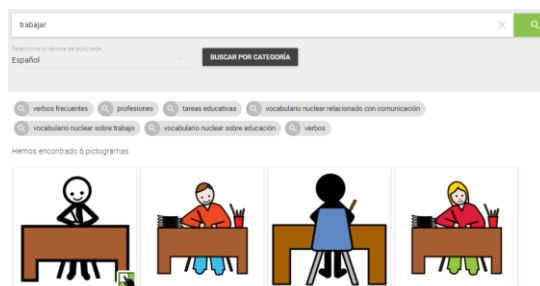 trabajar
Selecciona tu idioma de búsqueda
Español
BUSCAR POR CATEGORÍA
verbos frecuentes
profesiones
tareas educativas
vocabulario nuclear relacionado con comunicación
vocabulario nuclear sobre trabajo
vocabulario nuclear sobre educación
verbos
Hemos encontrado 6 pictogramas